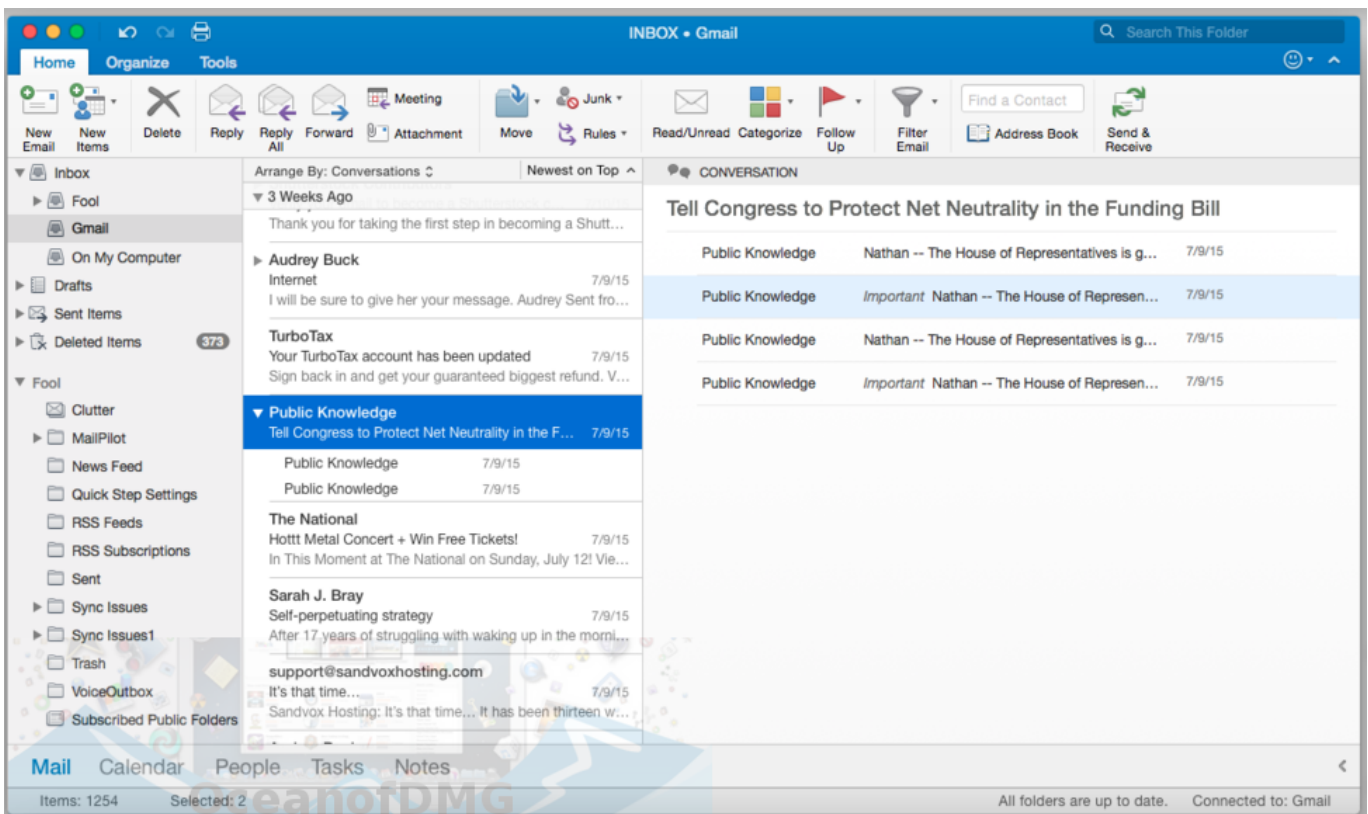 INBOX • Gmail
Search This Folder
Home Organize Tools
New Email
New Items
Delete
Reply
Reply All
Forward
Meeting
Attachment
Move
Junk
Rules
Read/Unread
Categorize
Follow Up
Filter Email
Find a Contact
Address Book
Send & Receive
Inbox
Fool
Gmail
On My Computer
Drafts
Sent Items
Deleted Items 373
Fool
Clutter
MailPilot
News Feed
Quick Step Settings
RSS Feeds
RSS Subscriptions
Sent
Sync Issues
Sync Issues1
Trash
VoiceOutbox
Subscribed Public Folders
Arrange By: Conversations Newest on Top
3 Weeks Ago
Thank you for taking the first step in becoming a Shutt...
Audrey Buck
Internet 7/9/15
I will be sure to give her your message. Audrey Sent fro...
TurboTax
Your TurboTax account has been updated 7/9/15
Sign back in and get your guaranteed biggest refund. V...
Public Knowledge
Tell Congress to Protect Net Neutrality in the F... 7/9/15
Public Knowledge 7/9/15
Public Knowledge 7/9/15
The National
Hottt Metal Concert + Win Free Tickets! 7/9/15
In This Moment at The National on Sunday, July 12! Vie...
Sarah J. Bray
Self-perpetuating strategy 7/9/15
After 17 years of struggling with waking up in the morni...
support@sandvoxhosting.com
It's that time... 7/9/15
Sandvox Hosting: It's that time... It has been thirteen w...
CONVERSATION
Tell Congress to Protect Net Neutrality in the Funding Bill
Public Knowledge Nathan -- The House of Representatives is g... 7/9/15
Public Knowledge Important Nathan -- The House of Represen... 7/9/15
Public Knowledge Nathan -- The House of Representatives is g... 7/9/15
Public Knowledge Important Nathan -- The House of Represen... 7/9/15
Mail Calendar People Tasks Notes
Items: 1254 Selected: 2
OceanofDMG
All folders are up to date. Connected to: Gmail